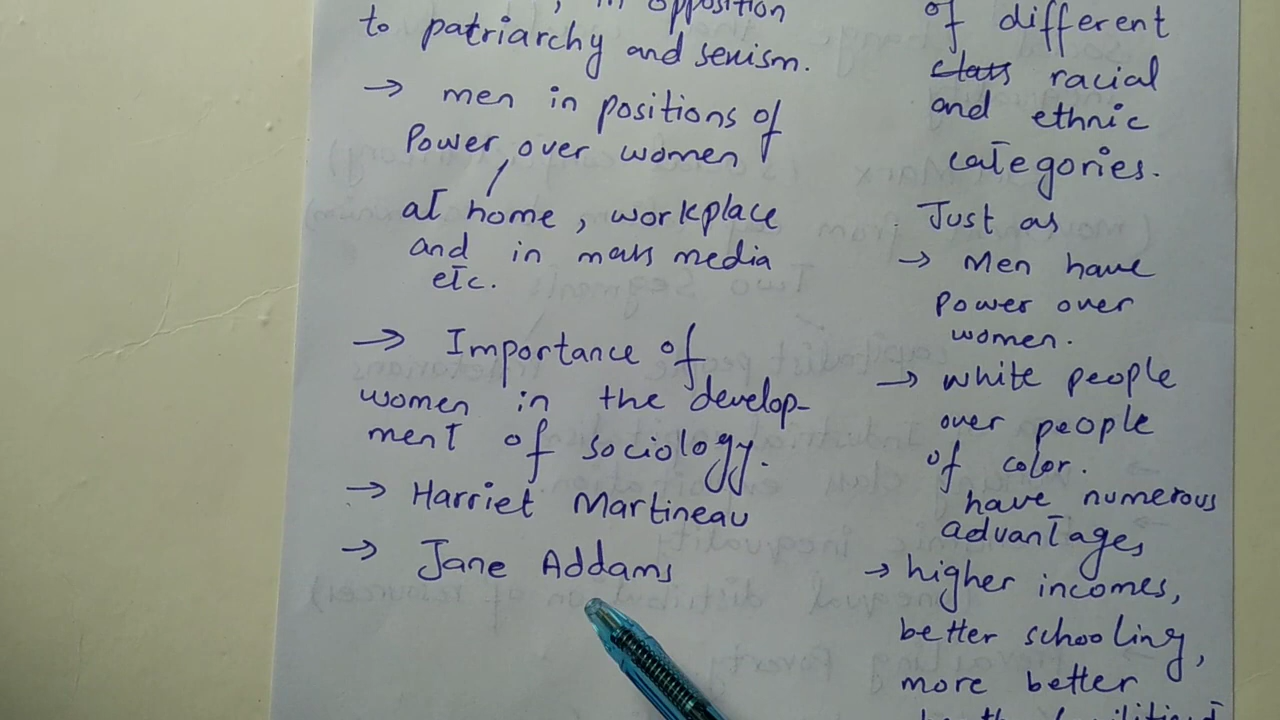 in opposition
to patriarchy and sexism.
→ men in positions of
Power over women
at home, workplace
and in mass media
etc.
→ Importance of
women in the develop-
ment of sociology.
→ Harriet Martineau
→ Jane Addams
of different
class racial
and ethnic
categories.
Just as
→ Men have
Power over
women.
→ white people
over people
of color.
have numerous
advantages
→ higher incomes,
better schooling,
more better